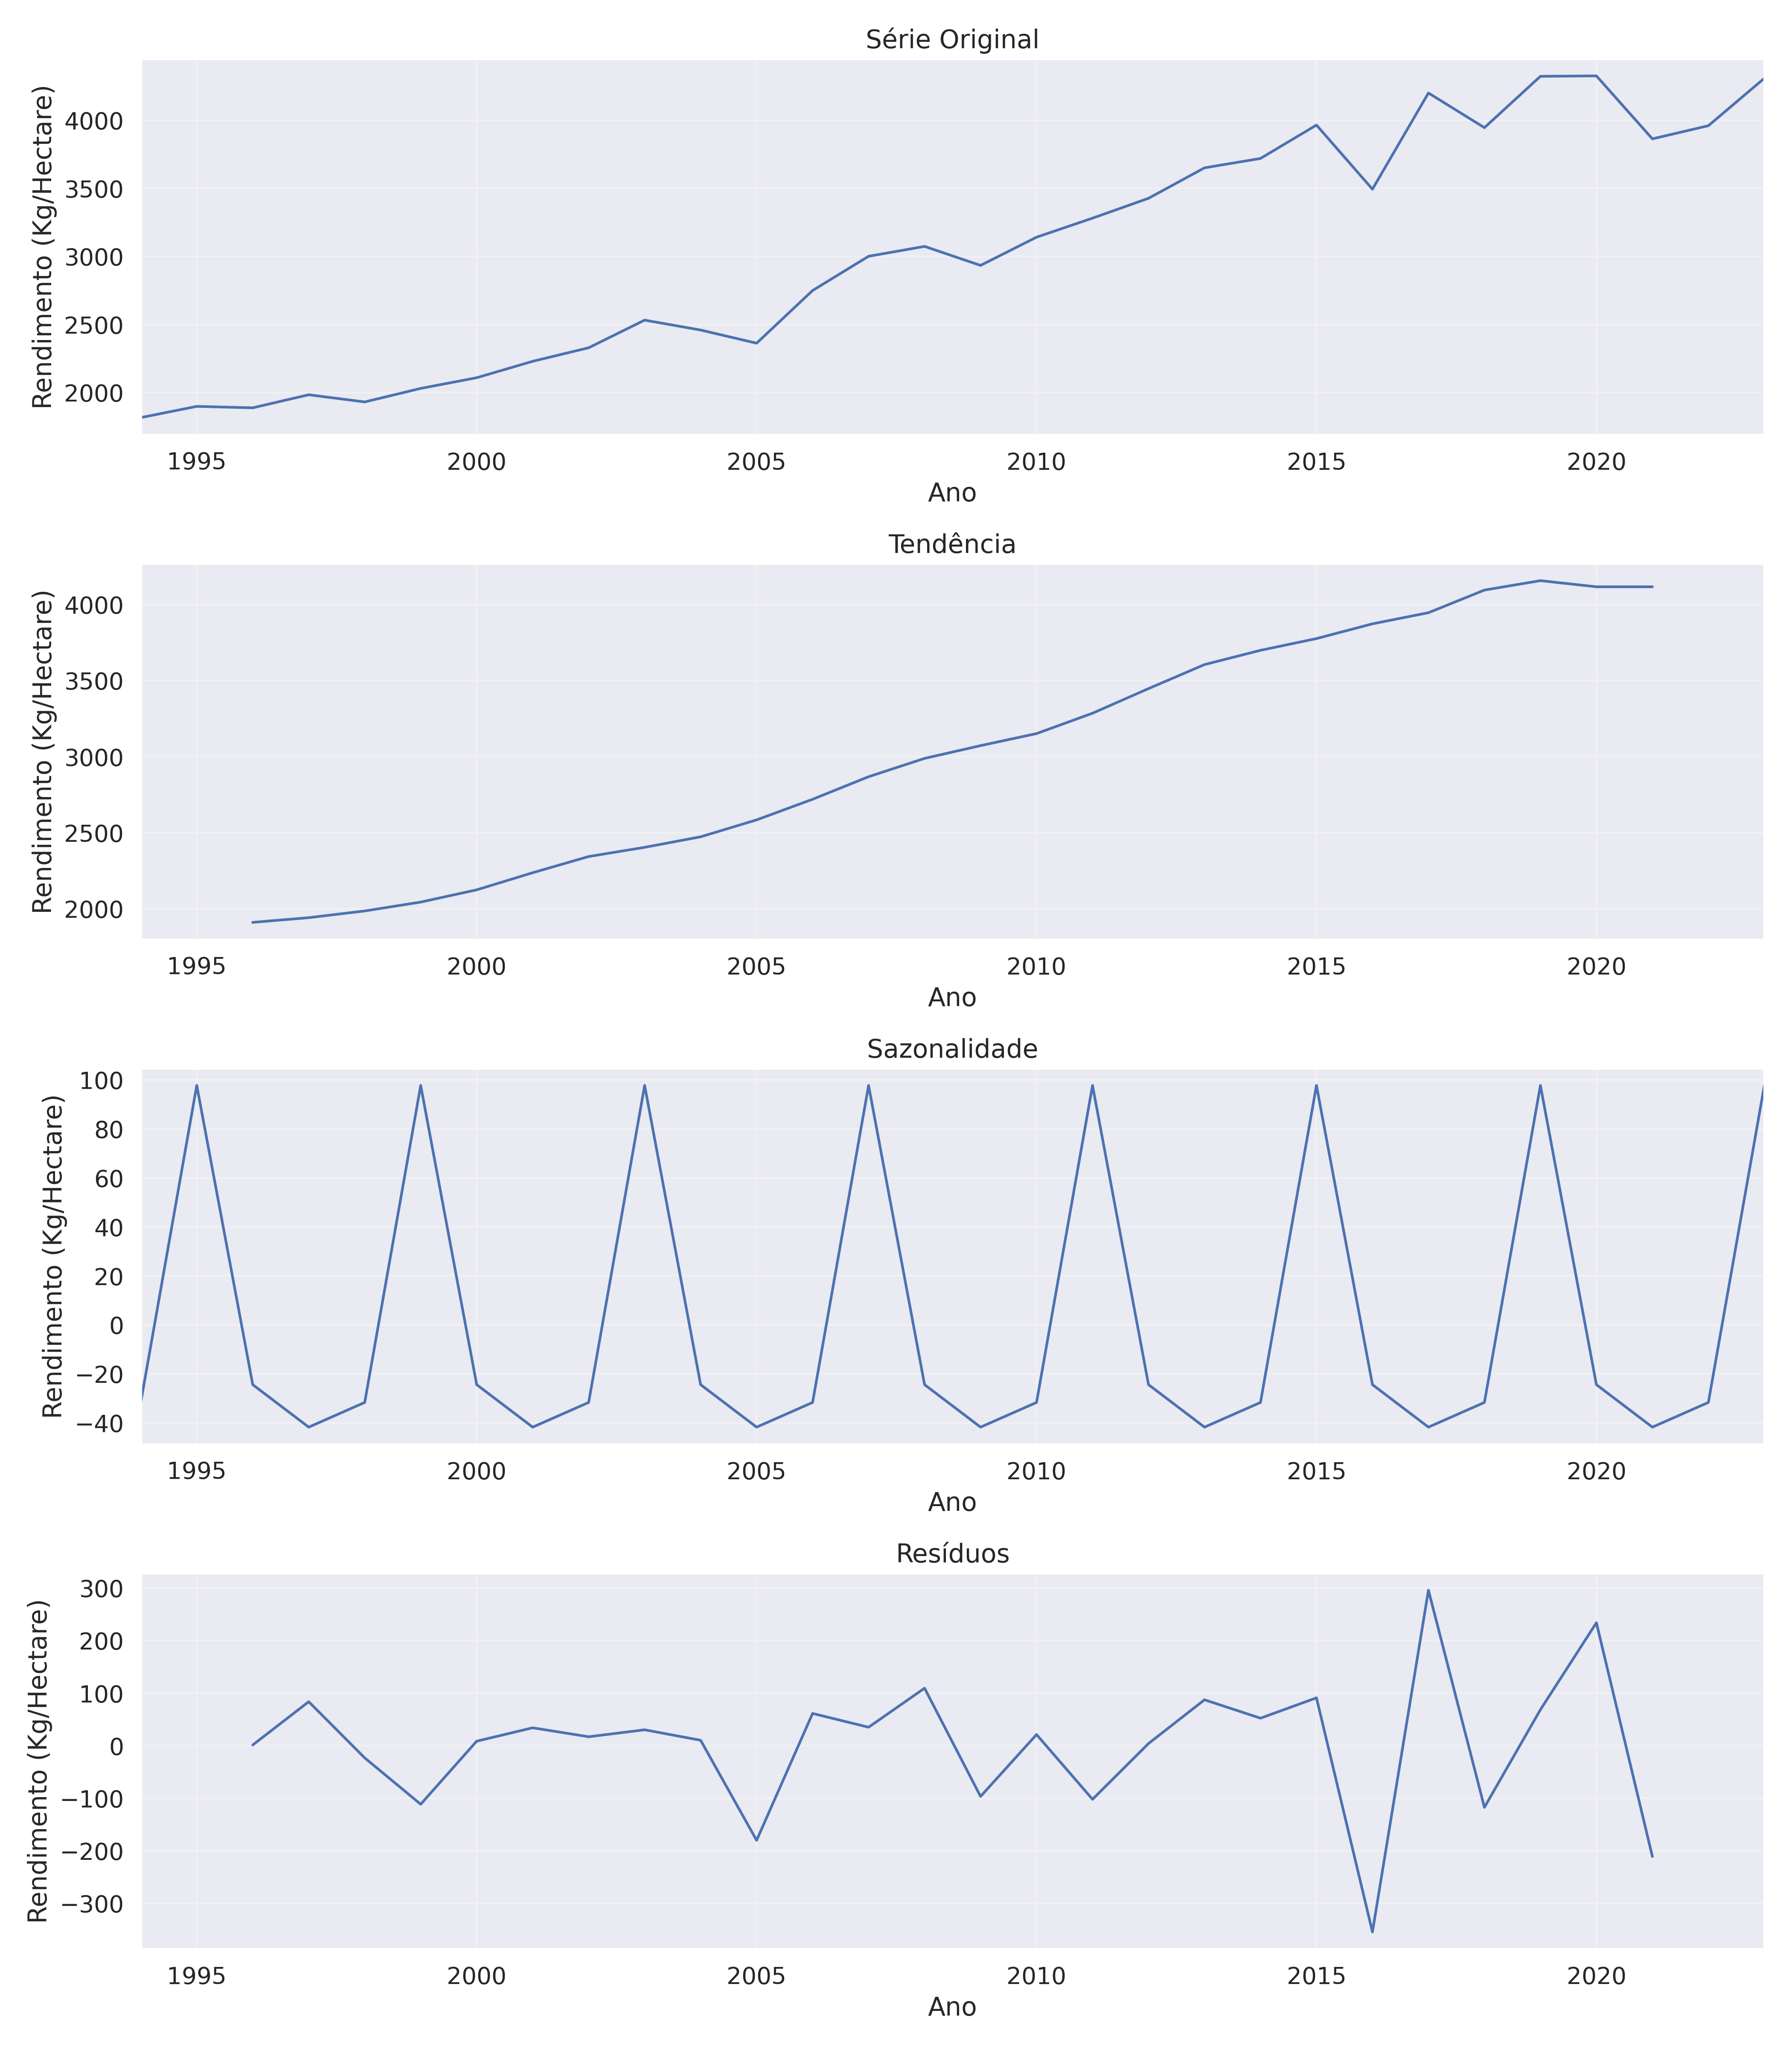 Série Original
Rendimento (Kg/Hectare)
4000
3500
3000
2500
2000
1995 2000 2005 2010 2015 2020
Ano
Tendência
Rendimento (Kg/Hectare)
4000
3500
3000
2500
2000
1995 2000 2005 2010 2015 2020
Ano
Sazonalidade
Rendimento (Kg/Hectare)
100
80
60
40
20
0
−20
−40
1995 2000 2005 2010 2015 2020
Ano
Resíduos
Rendimento (Kg/Hectare)
300
200
100
0
−100
−200
−300
1995 2000 2005 2010 2015 2020
Ano